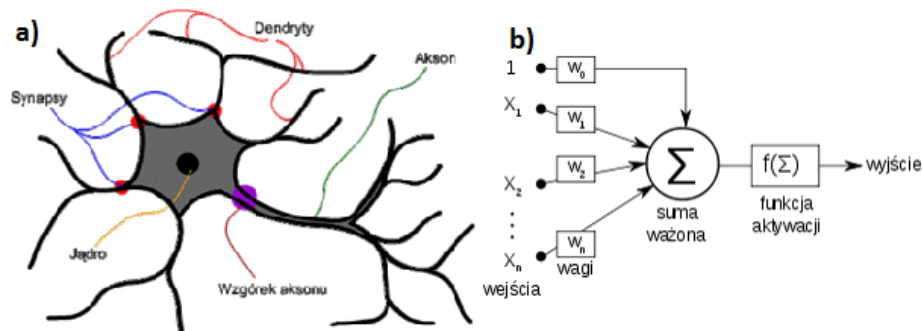 a)
Dendryty
Akson
Synapsy
Jądro
Wzgórek aksonu
b)
1
W₀
X₁
W₁
X₂
W₂
Xₙ
Wₙ
wejścia
wagi
Σ
suma
ważona
f(Σ)
funkcja
aktywacji
wyjście